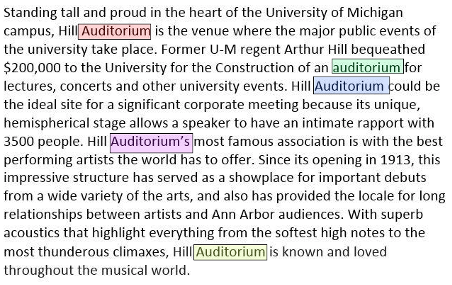 Standing tall and proud in the heart of the University of Michigan
campus, Hill Auditorium is the venue where the major public events of
the university take place. Former U-M regent Arthur Hill bequeathed
$200,000 to the University for the Construction of an auditorium for
lectures, concerts and other university events. Hill Auditorium could be
the ideal site for a significant corporate meeting because its unique,
hemispherical stage allows a speaker to have an intimate rapport with
3500 people. Hill Auditorium’s most famous association is with the best
performing artists the world has to offer. Since its opening in 1913, this
impressive structure has served as a showplace for important debuts
from a wide variety of the arts, and also has provided the locale for long
relationships between artists and Ann Arbor audiences. With superb
acoustics that highlight everything from the softest high notes to the
most thunderous climaxes, Hill Auditorium is known and loved
throughout the musical world.